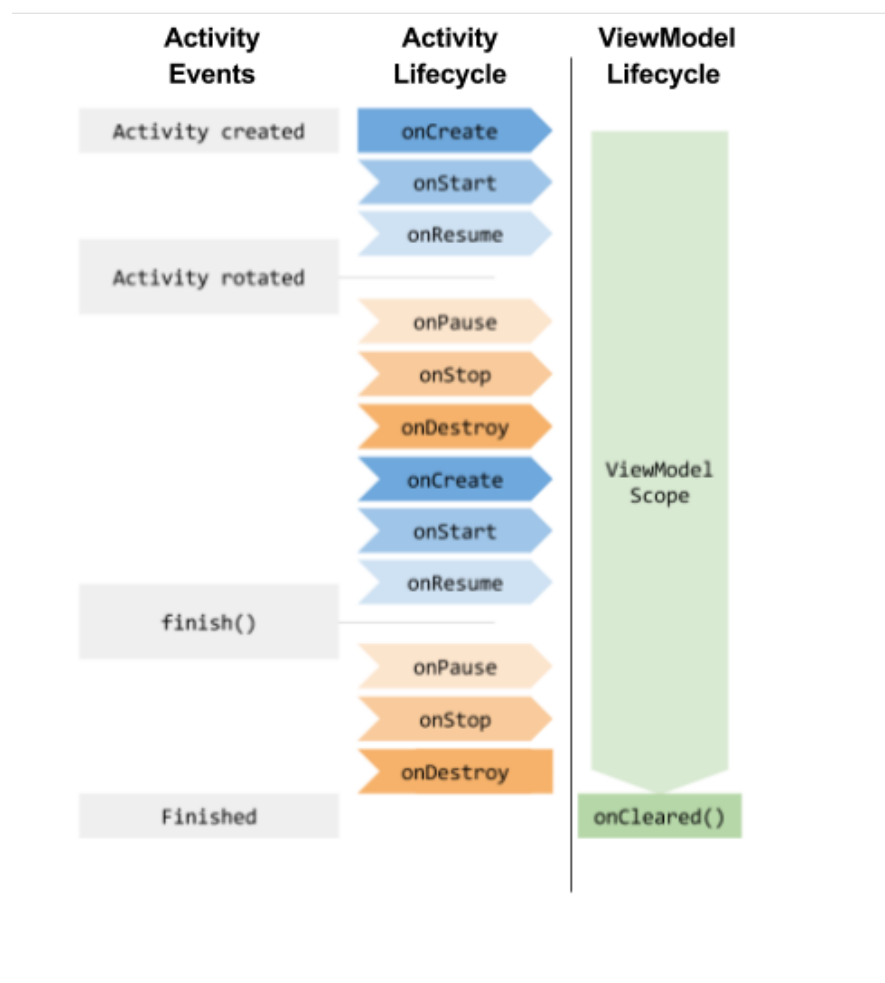 Activity Events
Activity Lifecycle
ViewModel Lifecycle
Activity created
onCreate
onStart
onResume
Activity rotated
onPause
onStop
onDestroy
onCreate
onStart
onResume
finish()
onPause
onStop
onDestroy
Finished
ViewModel
Scope
onCleared()